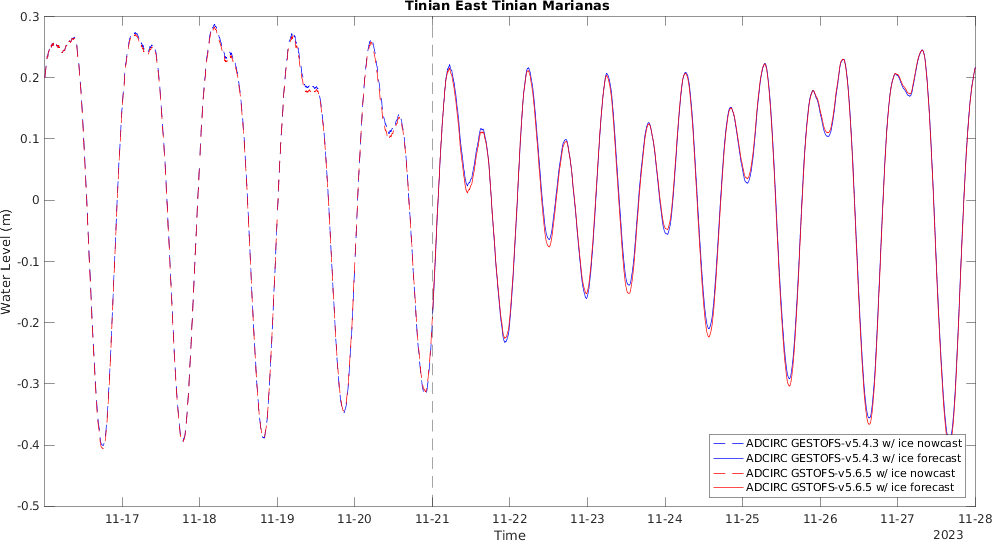 Tinian East Tinian Marianas
0.3
0.2
0.1
0
-0.1
-0.2
-0.3
-0.4
-0.5
Water Level (m)
ADCIRC GESTOFS-v5.4.3 w/ ice nowcast
ADCIRC GESTOFS-v5.4.3 w/ ice forecast
ADCIRC GSTOFS-v5.6.5 w/ ice nowcast
ADCIRC GSTOFS-v5.6.5 w/ ice forecast
11-17 11-18 11-19 11-20 11-21 11-22 11-23 11-24 11-25 11-26 11-27 11-28
Time
2023